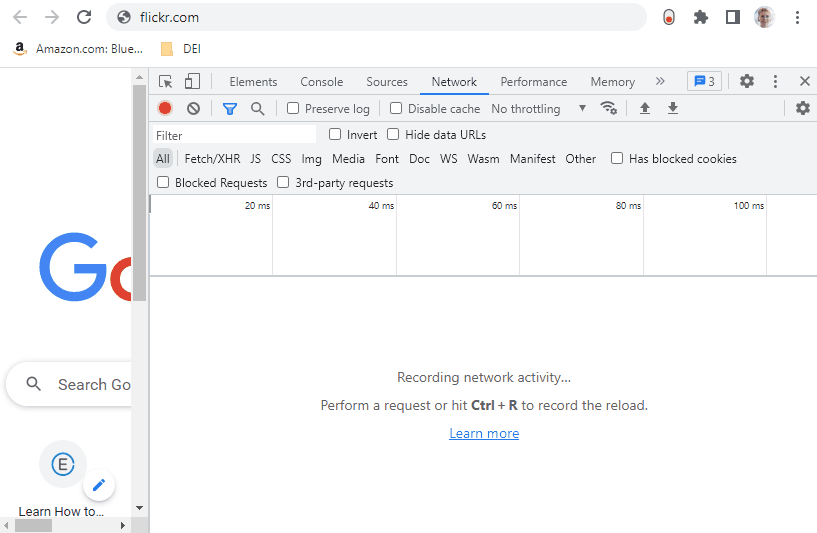 flickr.com
Amazon.com: Blue... DEI
Elements Console Sources Network Performance Memory 3
Preserve log Disable cache No throttling
Filter Invert Hide data URLs
All Fetch/XHR JS CSS Img Media Font Doc WS Wasm Manifest Other Has blocked cookies
Blocked Requests 3rd-party requests
20 ms 40 ms 60 ms 80 ms 100 ms
Go
Recording network activity...
Perform a request or hit Ctrl + R to record the reload.
Learn more
Search Go
E
Learn How to...